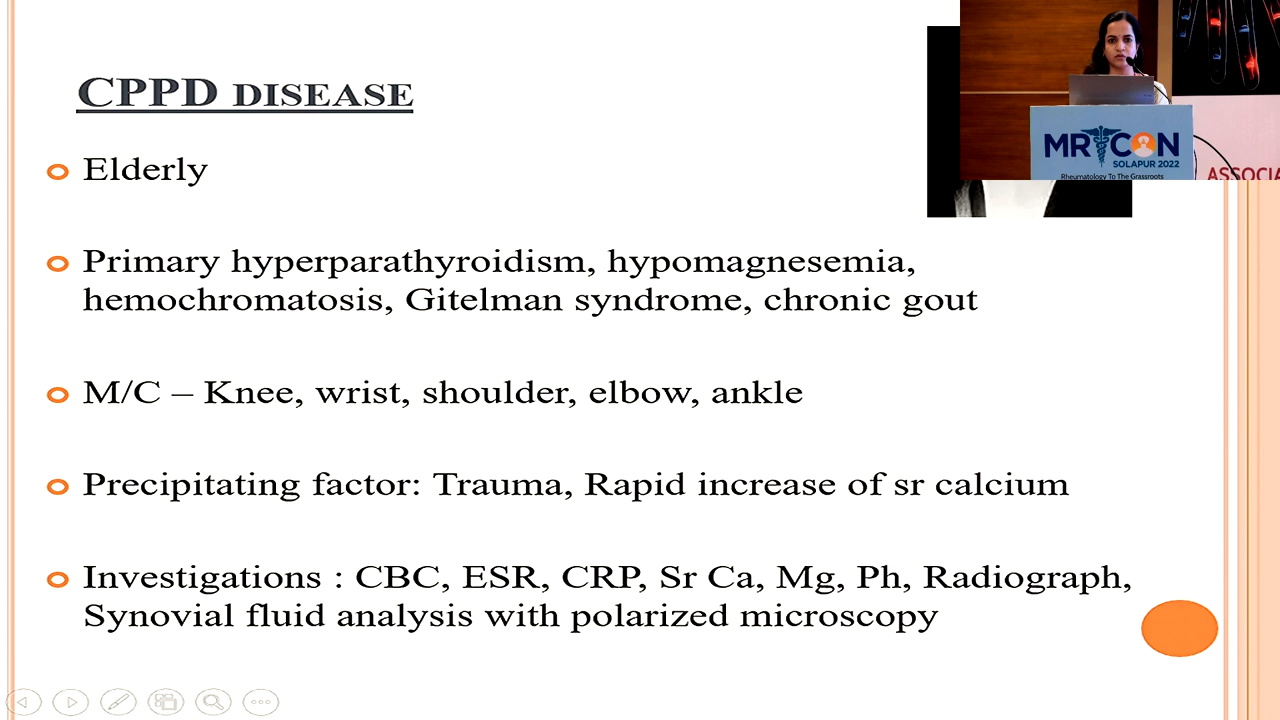 CPPD DISEASE
Elderly
Primary hyperparathyroidism, hypomagnesemia,
hemochromatosis, Gitelman syndrome, chronic gout
M/C – Knee, wrist, shoulder, elbow, ankle
Precipitating factor: Trauma, Rapid increase of sr calcium
Investigations : CBC, ESR, CRP, Sr Ca, Mg, Ph, Radiograph,
Synovial fluid analysis with polarized microscopy
MR CON
SOLAPUR 2022
Rheumatology To The Grassroots
ASSOCIA